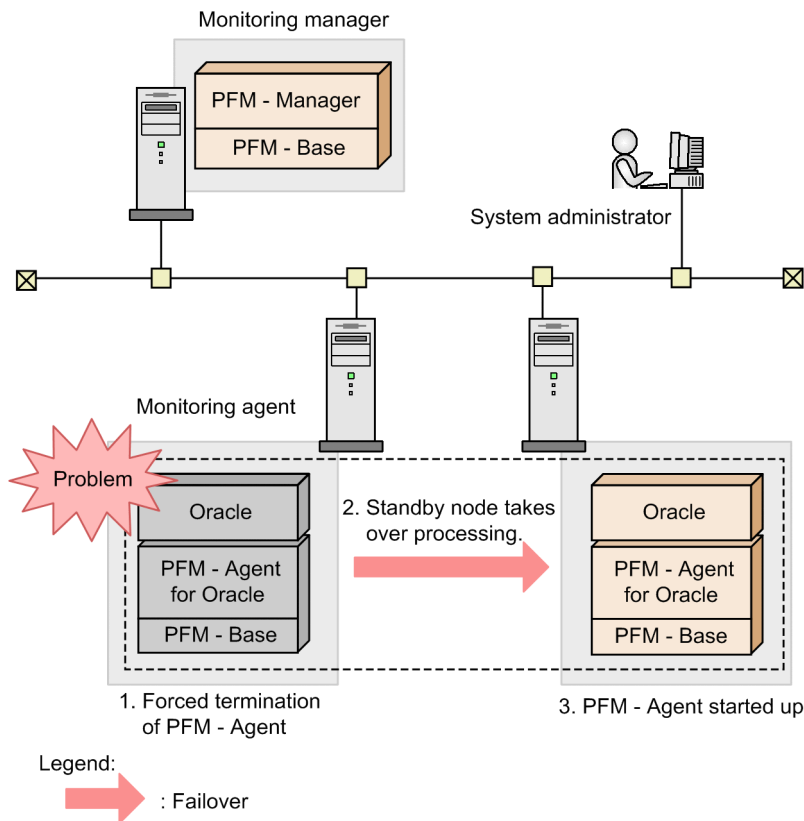 Monitoring manager
PFM - Manager
PFM - Base
System administrator
Monitoring agent
Problem
Oracle
PFM - Agent
for Oracle
PFM - Base
2. Standby node takes
over processing.
Oracle
PFM - Agent
for Oracle
PFM - Base
1. Forced termination
of PFM - Agent
3. PFM - Agent started up
Legend:
: Failover